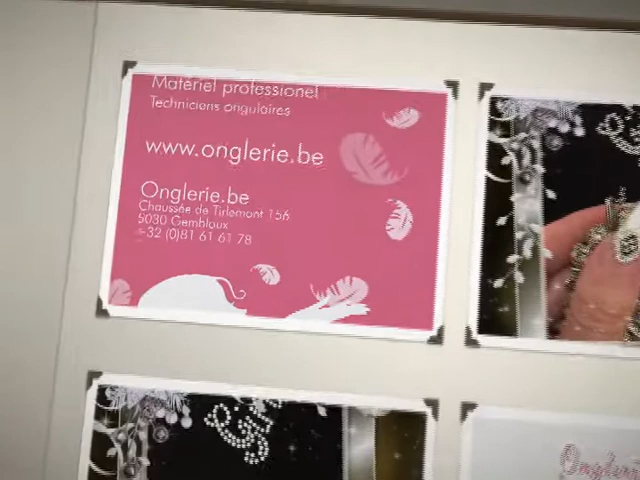 Matériel professionel
Techniciens ongulaires
www.onglerie.be
Onglerie.be
Chaussée de Tirlemont 156
5030 Gembloux
+32 (0)81 61 61 78